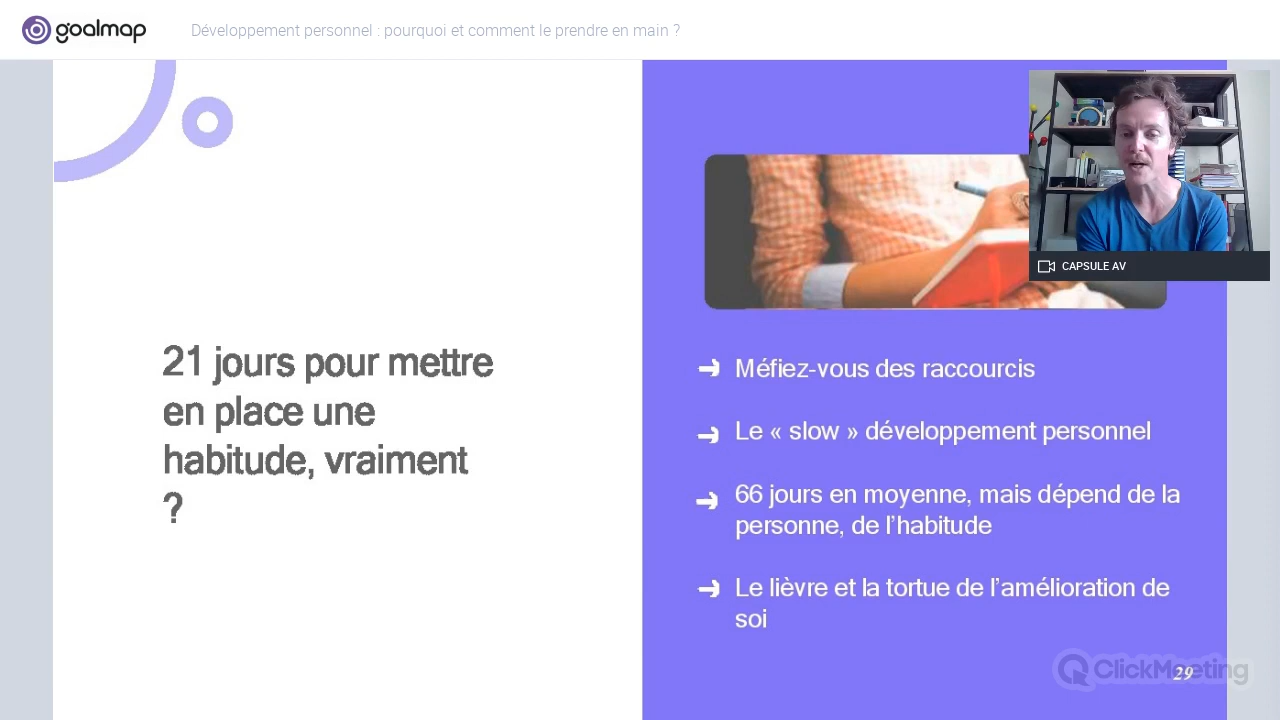 goalmap
Développement personnel : pourquoi et comment le prendre en main ?
21 jours pour mettre
en place une
habitude, vraiment
?
CAPSULE AV
Méfiez-vous des raccourcis
Le « slow » développement personnel
66 jours en moyenne, mais dépend de la
personne, de l'habitude
Le lièvre et la tortue de l'amélioration de
soi
ClickMeeting
29